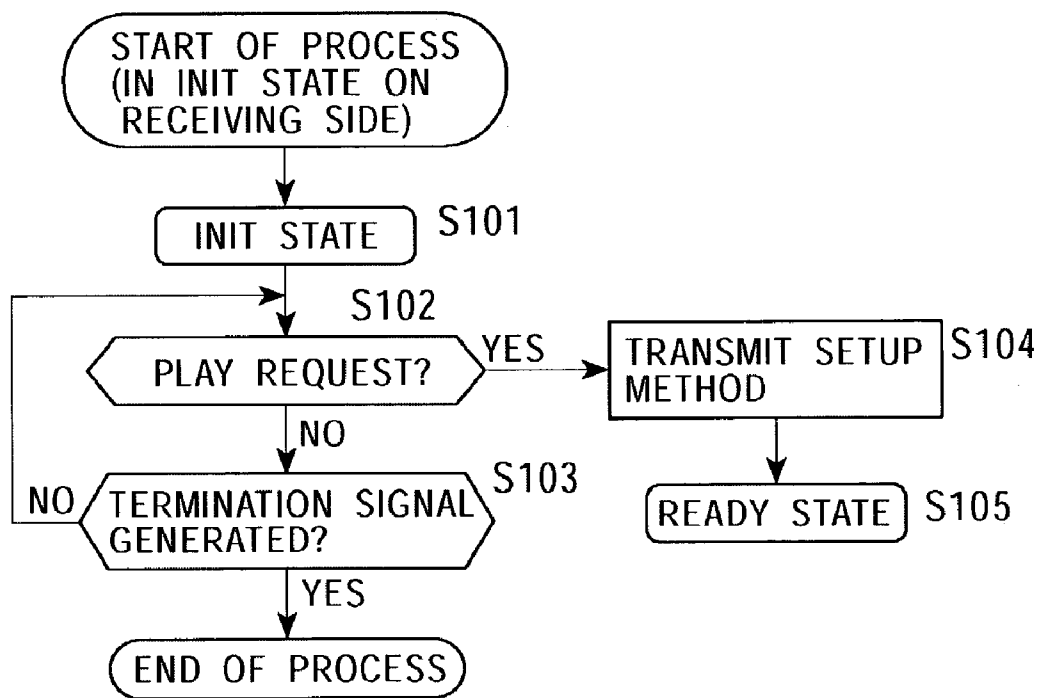 START OF PROCESS
(IN INIT STATE ON
RECEIVING SIDE)
INIT STATE
S101
S102
PLAY REQUEST?
YES
TRANSMIT SETUP
METHOD
S104
NO
NO
TERMINATION SIGNAL
GENERATED?
S103
READY STATE
S105
YES
END OF PROCESS